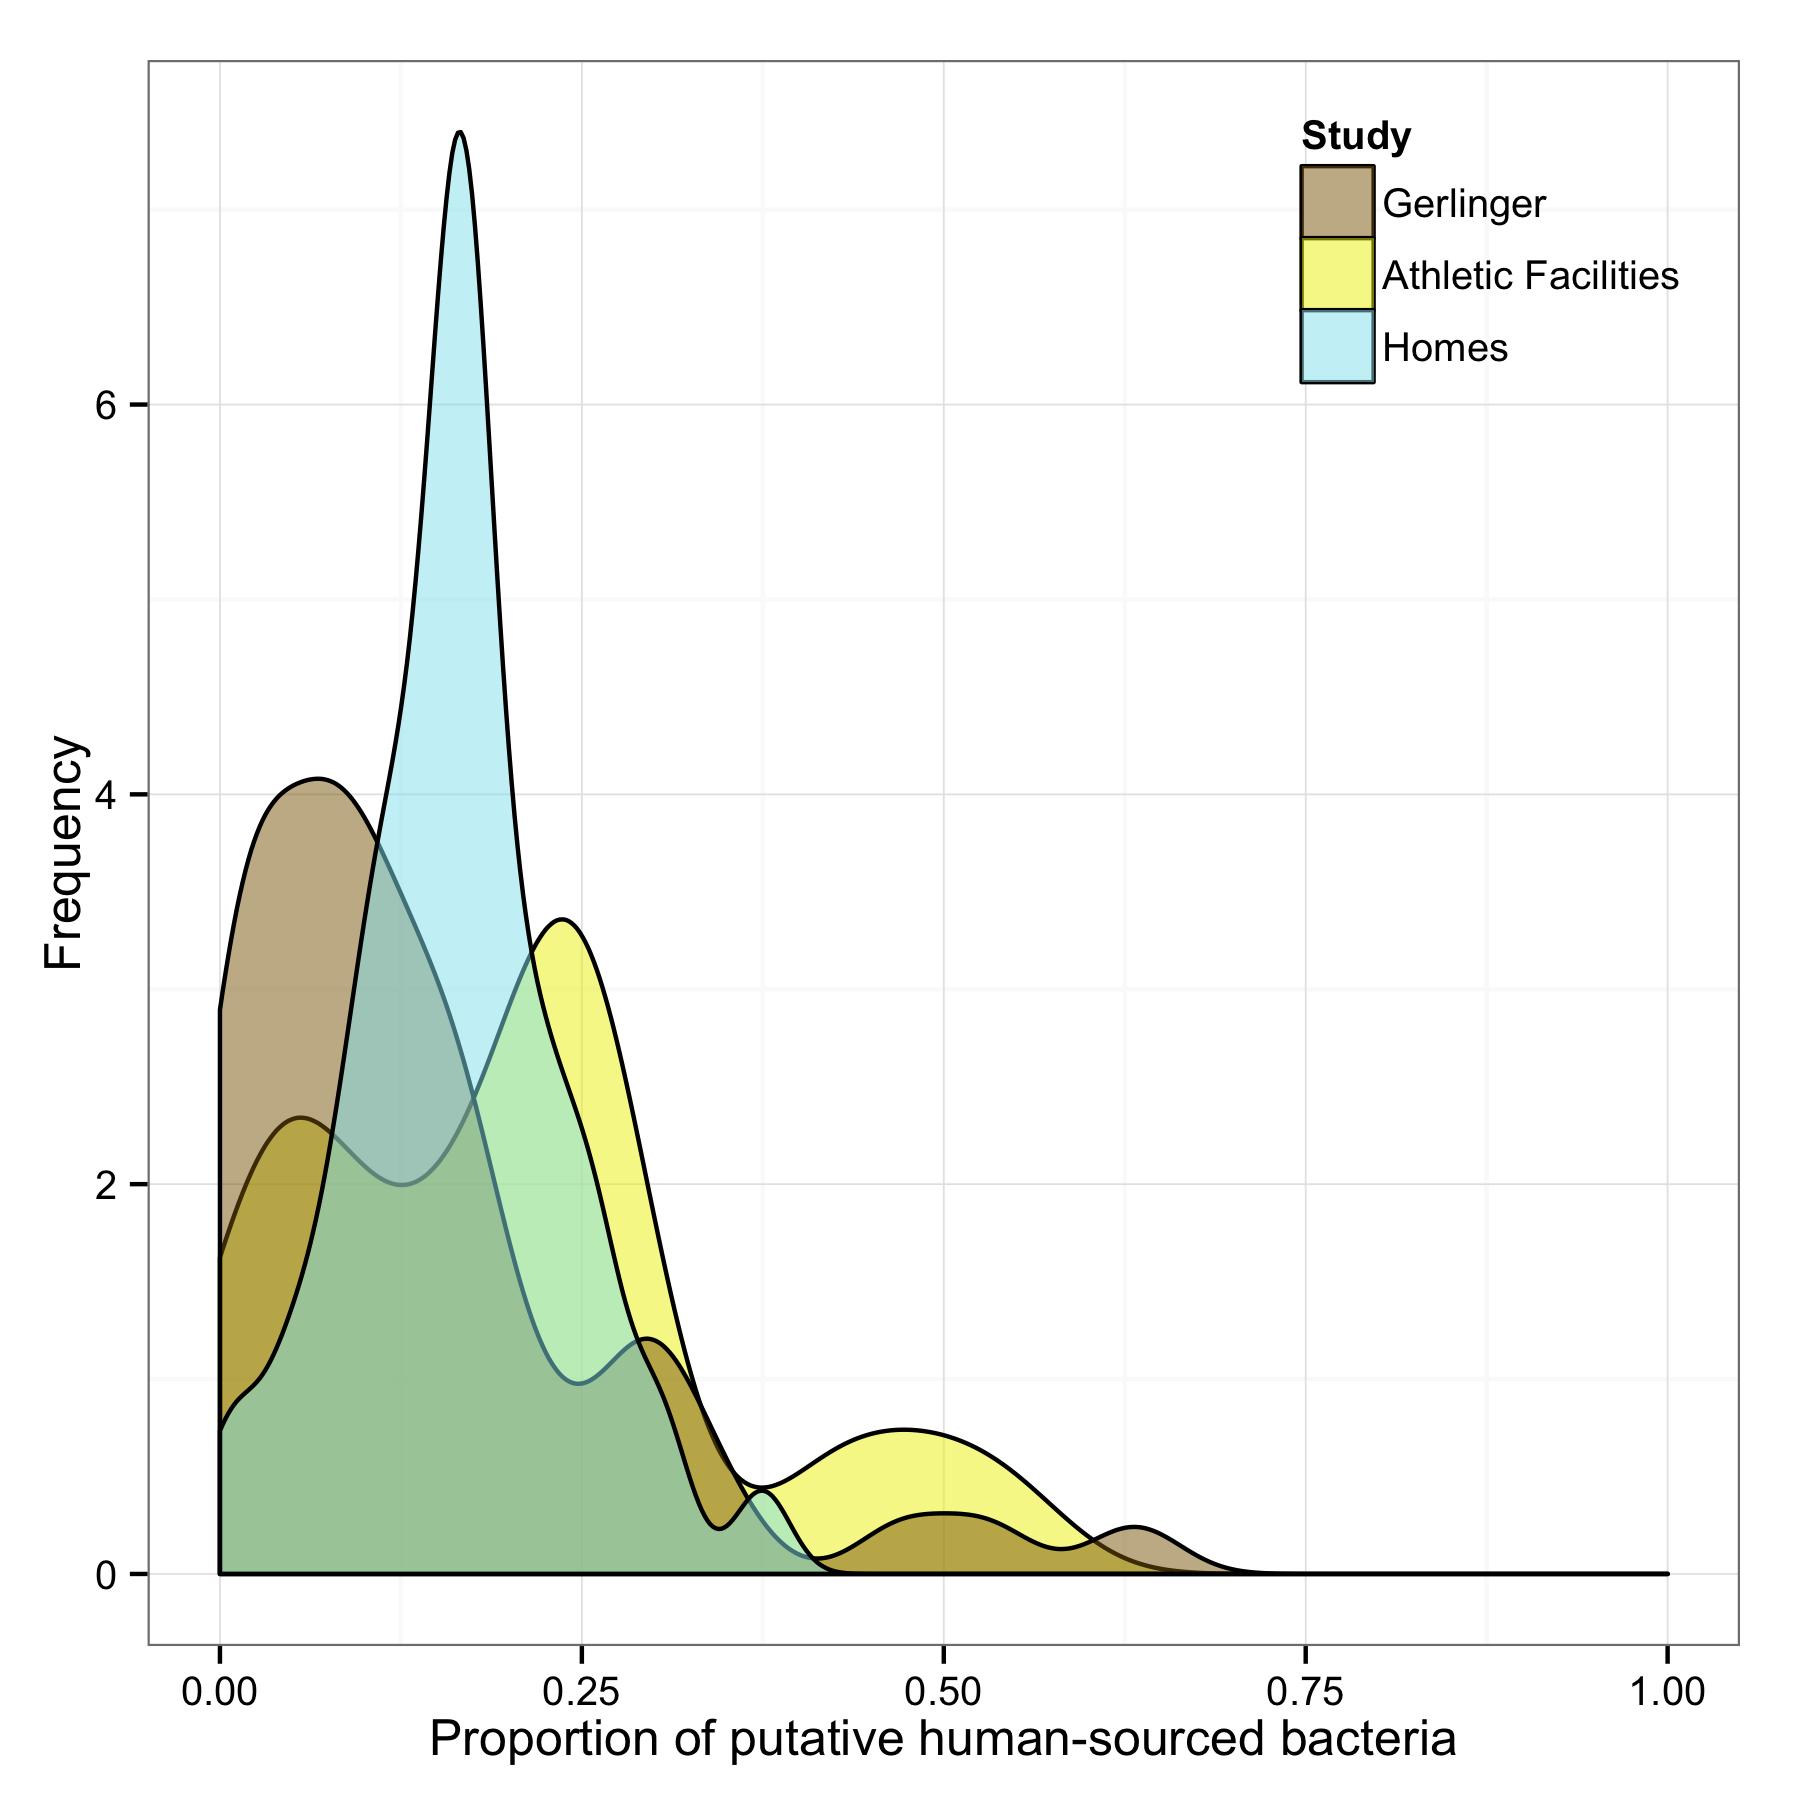 Study
Gerlinger
Athletic Facilities
Homes
Frequency
6
4
2
0
0.00 0.25 0.50 0.75 1.00
Proportion of putative human-sourced bacteria